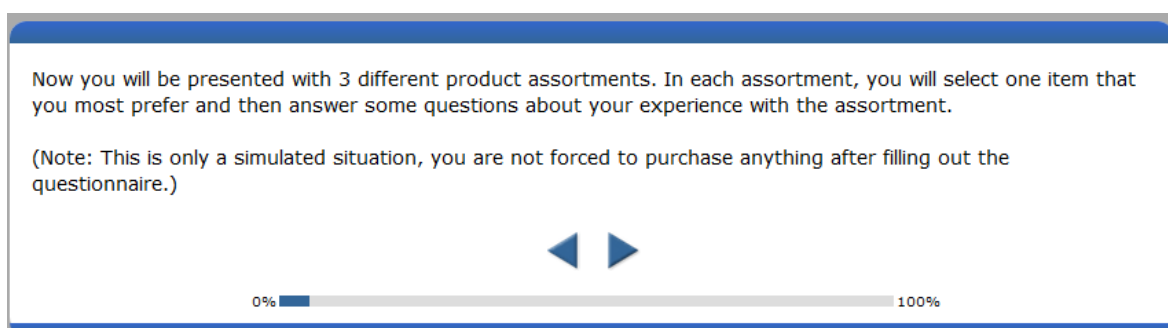 Now you will be presented with 3 different product assortments. In each assortment, you will select one item that
you most prefer and then answer some questions about your experience with the assortment.
(Note: This is only a simulated situation, you are not forced to purchase anything after filling out the
questionnaire.)
0% 100%